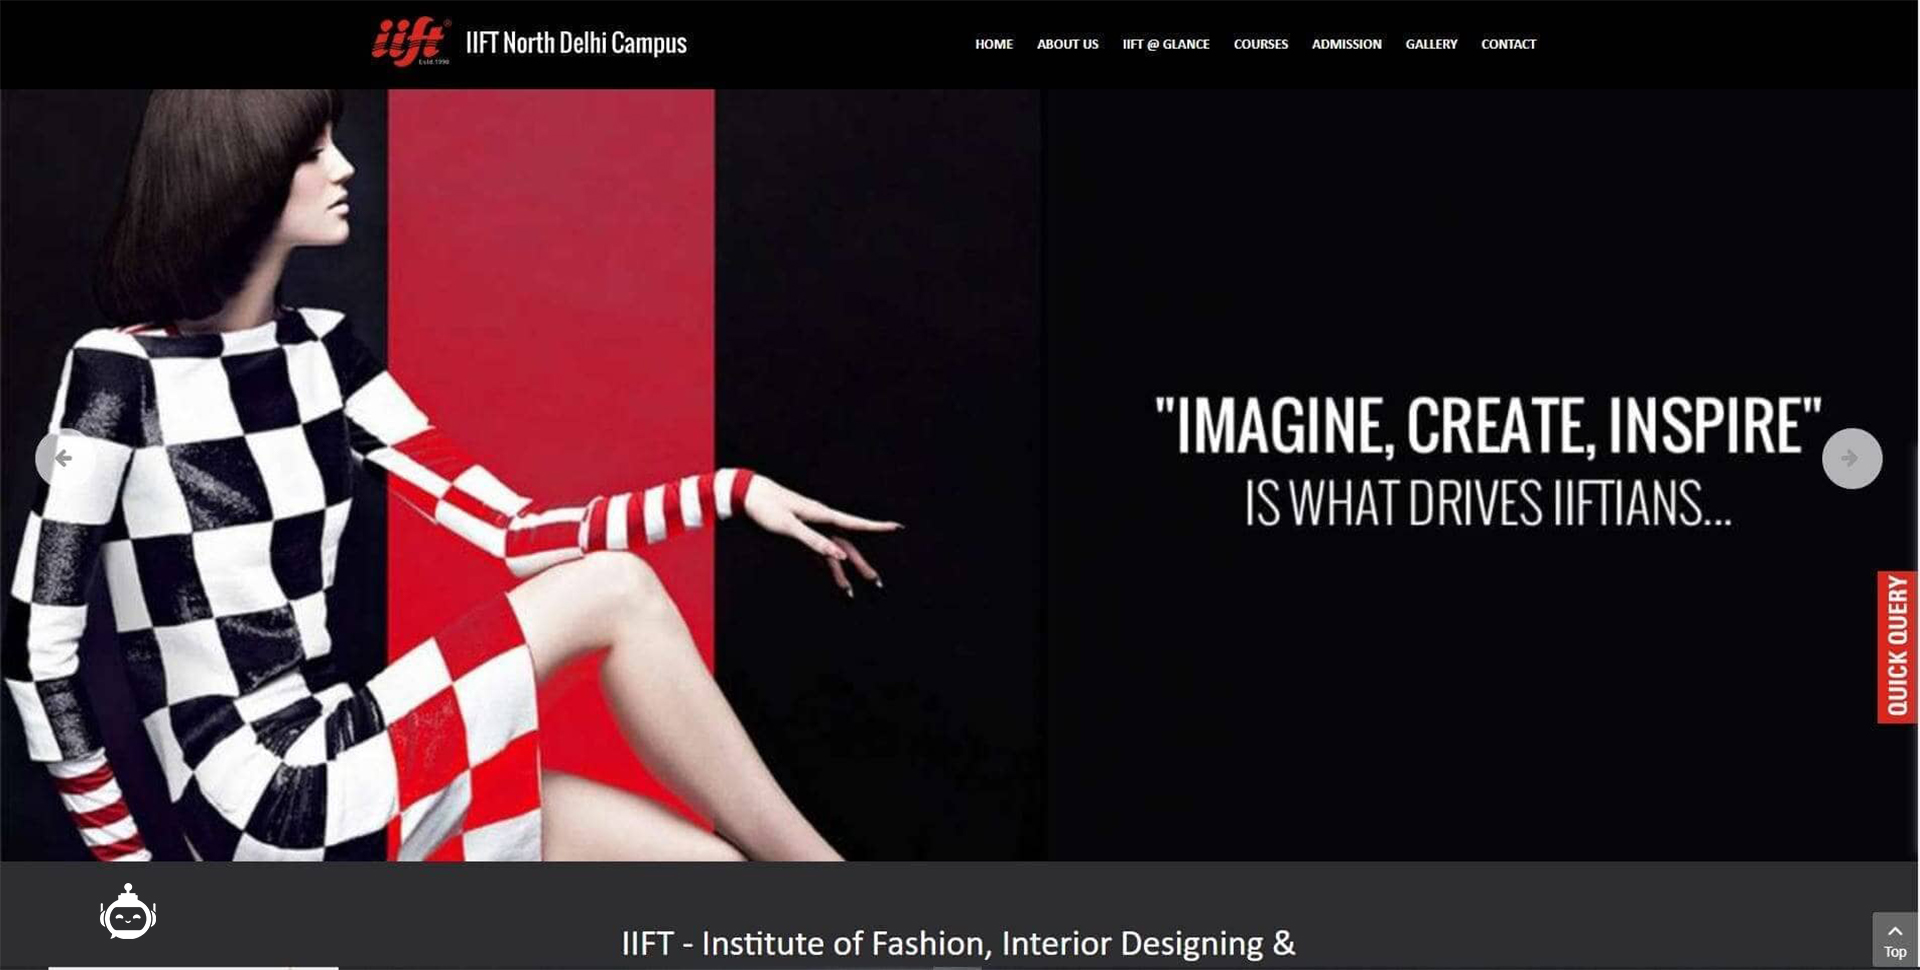 iift®
Estd.1998
IIFT North Delhi Campus
HOME ABOUT US IIFT @ GLANCE COURSES ADMISSION GALLERY CONTACT
"IMAGINE, CREATE, INSPIRE"
IS WHAT DRIVES IIFTIANS...
QUICK QUERY
IIFT - Institute of Fashion, Interior Designing &
Top